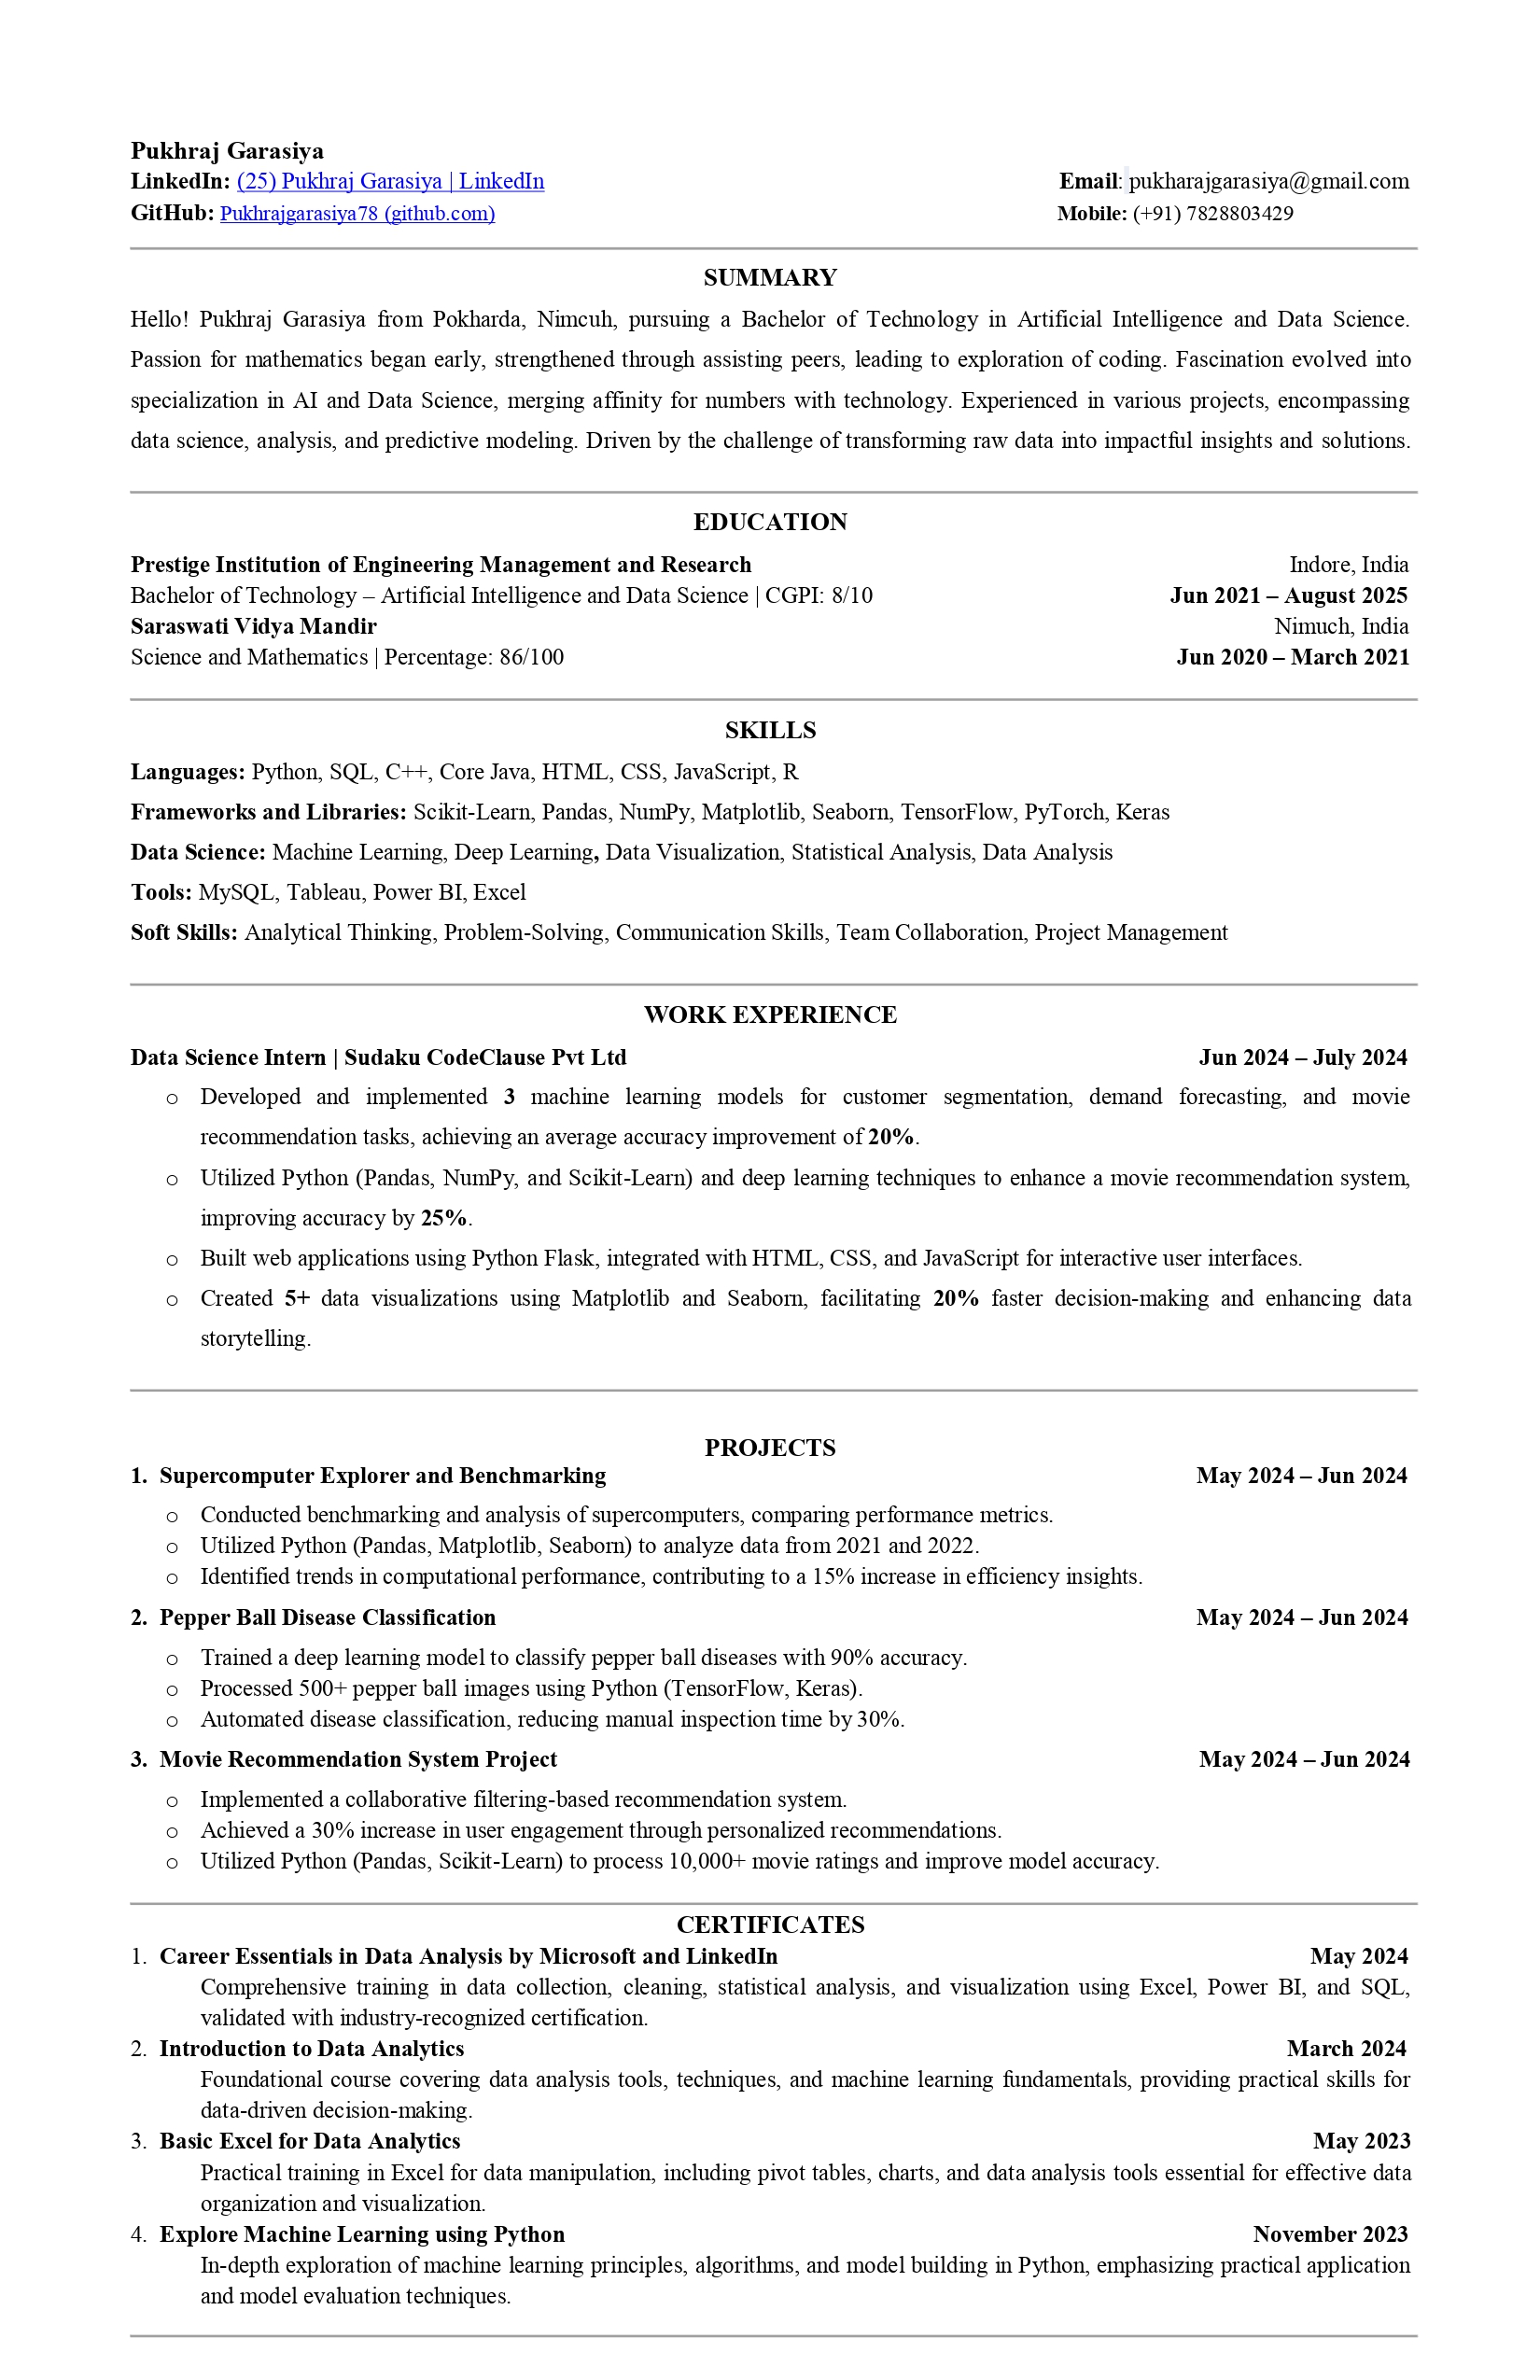 Pukhraj Garasiya
LinkedIn: (25) Pukhraj Garasiya | LinkedIn Email: pukharajgarasiya@gmail.com
GitHub: Pukhrajgarasiya78 (github.com) Mobile: (+91) 7828803429
SUMMARY
Hello! Pukhraj Garasiya from Pokharda, Nimcuh, pursuing a Bachelor of Technology in Artificial Intelligence and Data Science.
Passion for mathematics began early, strengthened through assisting peers, leading to exploration of coding. Fascination evolved into
specialization in AI and Data Science, merging affinity for numbers with technology. Experienced in various projects, encompassing
data science, analysis, and predictive modeling. Driven by the challenge of transforming raw data into impactful insights and solutions.
EDUCATION
Prestige Institution of Engineering Management and Research Indore, India
Bachelor of Technology – Artificial Intelligence and Data Science | CGPI: 8/10 Jun 2021 – August 2025
Saraswati Vidya Mandir Nimuch, India
Science and Mathematics | Percentage: 86/100 Jun 2020 – March 2021
SKILLS
Languages: Python, SQL, C++, Core Java, HTML, CSS, JavaScript, R
Frameworks and Libraries: Scikit-Learn, Pandas, NumPy, Matplotlib, Seaborn, TensorFlow, PyTorch, Keras
Data Science: Machine Learning, Deep Learning, Data Visualization, Statistical Analysis, Data Analysis
Tools: MySQL, Tableau, Power BI, Excel
Soft Skills: Analytical Thinking, Problem-Solving, Communication Skills, Team Collaboration, Project Management
WORK EXPERIENCE
Data Science Intern | Sudaku CodeClause Pvt Ltd Jun 2024 – July 2024
o Developed and implemented 3 machine learning models for customer segmentation, demand forecasting, and movie
recommendation tasks, achieving an average accuracy improvement of 20%.
o Utilized Python (Pandas, NumPy, and Scikit-Learn) and deep learning techniques to enhance a movie recommendation system,
improving accuracy by 25%.
o Built web applications using Python Flask, integrated with HTML, CSS, and JavaScript for interactive user interfaces.
o Created 5+ data visualizations using Matplotlib and Seaborn, facilitating 20% faster decision-making and enhancing data
storytelling.
PROJECTS
1. Supercomputer Explorer and Benchmarking May 2024 – Jun 2024
o Conducted benchmarking and analysis of supercomputers, comparing performance metrics.
o Utilized Python (Pandas, Matplotlib, Seaborn) to analyze data from 2021 and 2022.
o Identified trends in computational performance, contributing to a 15% increase in efficiency insights.
2. Pepper Ball Disease Classification May 2024 – Jun 2024
o Trained a deep learning model to classify pepper ball diseases with 90% accuracy.
o Processed 500+ pepper ball images using Python (TensorFlow, Keras).
o Automated disease classification, reducing manual inspection time by 30%.
3. Movie Recommendation System Project May 2024 – Jun 2024
o Implemented a collaborative filtering-based recommendation system.
o Achieved a 30% increase in user engagement through personalized recommendations.
o Utilized Python (Pandas, Scikit-Learn) to process 10,000+ movie ratings and improve model accuracy.
CERTIFICATES
1. Career Essentials in Data Analysis by Microsoft and LinkedIn May 2024
Comprehensive training in data collection, cleaning, statistical analysis, and visualization using Excel, Power BI, and SQL,
validated with industry-recognized certification.
2. Introduction to Data Analytics March 2024
Foundational course covering data analysis tools, techniques, and machine learning fundamentals, providing practical skills for
data-driven decision-making.
3. Basic Excel for Data Analytics May 2023
Practical training in Excel for data manipulation, including pivot tables, charts, and data analysis tools essential for effective data
organization and visualization.
4. Explore Machine Learning using Python November 2023
In-depth exploration of machine learning principles, algorithms, and model building in Python, emphasizing practical application
and model evaluation techniques.